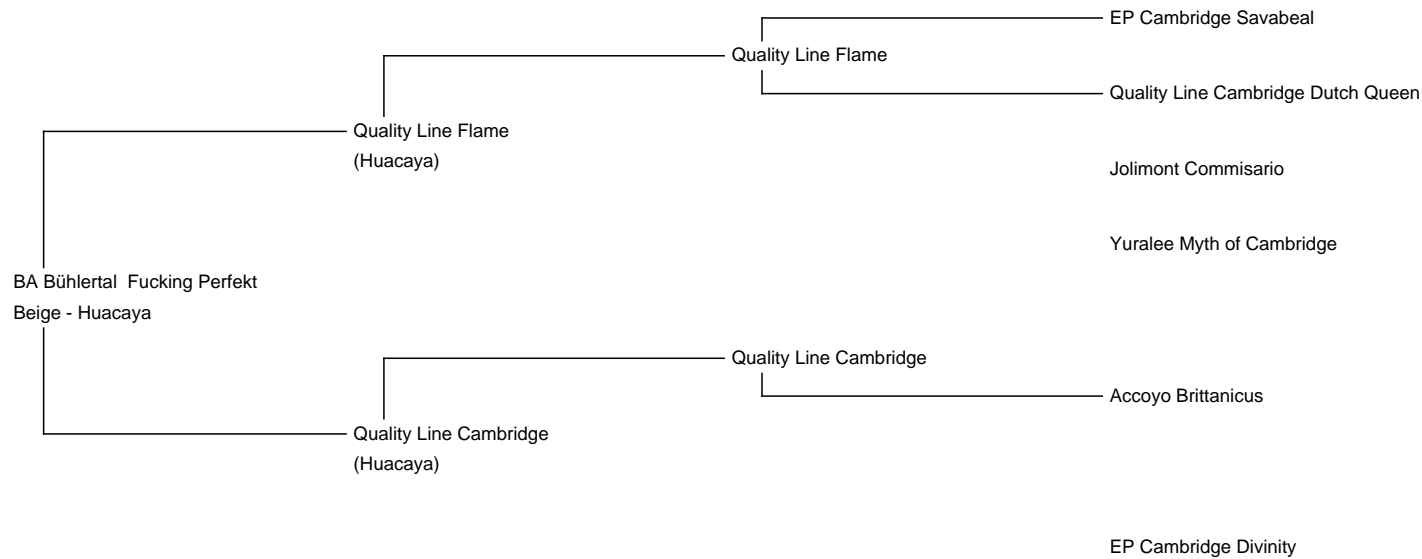 EP Cambridge Savabeal
Quality Line Flame
Quality Line Cambridge Dutch Queen
Quality Line Flame
(Huacaya)
Jolimont Commisario
Yuralee Myth of Cambridge
BA Bühlertal  Fucking Perfekt
Beige - Huacaya
Quality Line Cambridge
Accoyo Brittanicus
Quality Line Cambridge
(Huacaya)
EP Cambridge Divinity